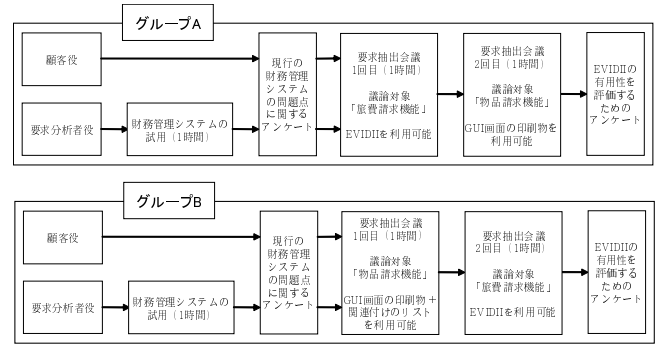 グループA
顧客役
要求分析者役
財務管理システムの
試用（1時間）
現行の
財務管理
システム
の問題点
に関する
アンケート
要求抽出会議
1回目（1時間）
議論対象
「旅費請求機能」
EVIDIIを利用可能
要求抽出会議
2回目（1時間）
議論対象
「物品請求機能」
GUI画面の印刷物を
利用可能
EVIDIIの
有用性を
評価する
ための
アンケート
グループB
顧客役
要求分析者役
財務管理システムの
試用（1時間）
現行の
財務管理
システム
の問題点
に関する
アンケート
要求抽出会議
1回目（1時間）
議論対象
「物品請求機能」
GUI画面の印刷物＋
関連付けのリスト
を利用可能
要求抽出会議
2回目（1時間）
議論対象
「旅費請求機能」
EVIDIIを利用可能
EVIDIIの
有用性を
評価する
ための
アンケート